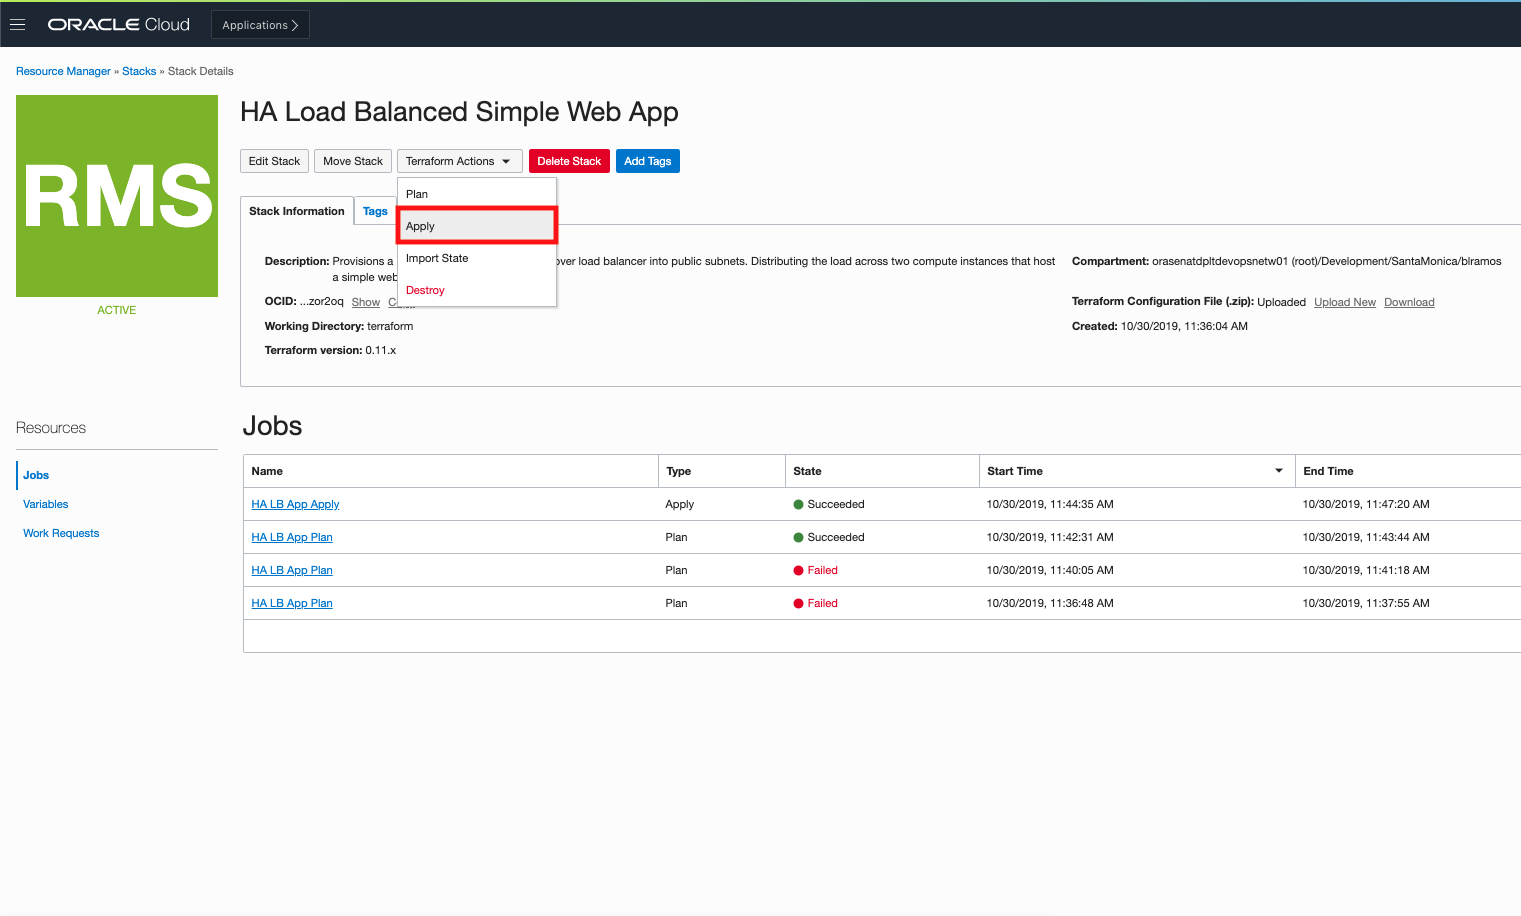 ORACLE Cloud
Applications
Resource Manager » Stacks » Stack Details
RMS
ACTIVE
HA Load Balanced Simple Web App
Edit Stack Move Stack Terraform Actions Delete Stack Add Tags
Plan
Apply
Import State
Destroy
Stack Information Tags
Description: Provisions a over load balancer into public subnets. Distributing the load across two compute instances that host
a simple web
OCID: ...zor2oq Show
Working Directory: terraform
Terraform version: 0.11.x
Compartment: orasenatdpltdevopsnetw01 (root)/Development/SantaMonica/blramos
Terraform Configuration File (.zip): Uploaded Upload New Download
Created: 10/30/2019, 11:36:04 AM
Resources
Jobs
Variables
Work Requests
Jobs
Name Type State Start Time End Time
HA LB App Apply Apply Succeeded 10/30/2019, 11:44:35 AM 10/30/2019, 11:47:20 AM
HA LB App Plan Plan Succeeded 10/30/2019, 11:42:31 AM 10/30/2019, 11:43:44 AM
HA LB App Plan Plan Failed 10/30/2019, 11:40:05 AM 10/30/2019, 11:41:18 AM
HA LB App Plan Plan Failed 10/30/2019, 11:36:48 AM 10/30/2019, 11:37:55 AM